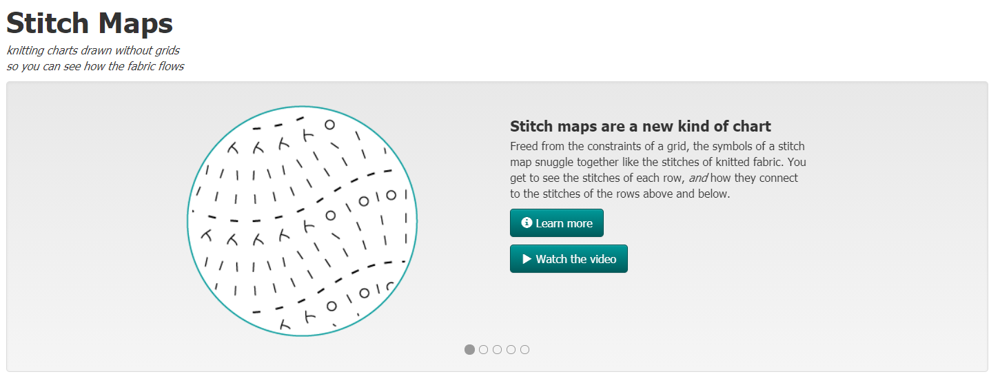 Stitch Maps
knitting charts drawn without grids
so you can see how the fabric flows
Stitch maps are a new kind of chart
Freed from the constraints of a grid, the symbols of a stitch
map snuggle together like the stitches of knitted fabric. You
get to see the stitches of each row, and how they connect
to the stitches of the rows above and below.
Learn more
Watch the video